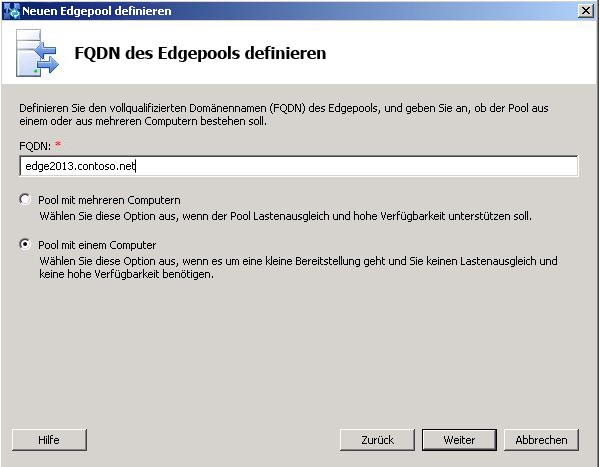 Neuen Edgepool definieren
FQDN des Edgepools definieren
Definieren Sie den vollqualifizierten Domänennamen (FQDN) des Edgepools, und geben Sie an, ob der Pool aus
einem oder aus mehreren Computern bestehen soll.
FQDN: *
edge2013.contoso.net
Pool mit mehreren Computern
Wählen Sie diese Option aus, wenn der Pool Lastenausgleich und hohe Verfügbarkeit unterstützen soll.
Pool mit einem Computer
Wählen Sie diese Option aus, wenn es um eine kleine Bereitstellung geht und Sie keinen Lastenausgleich und
keine hohe Verfügbarkeit benötigen.
Hilfe Zurück Weiter Abbrechen